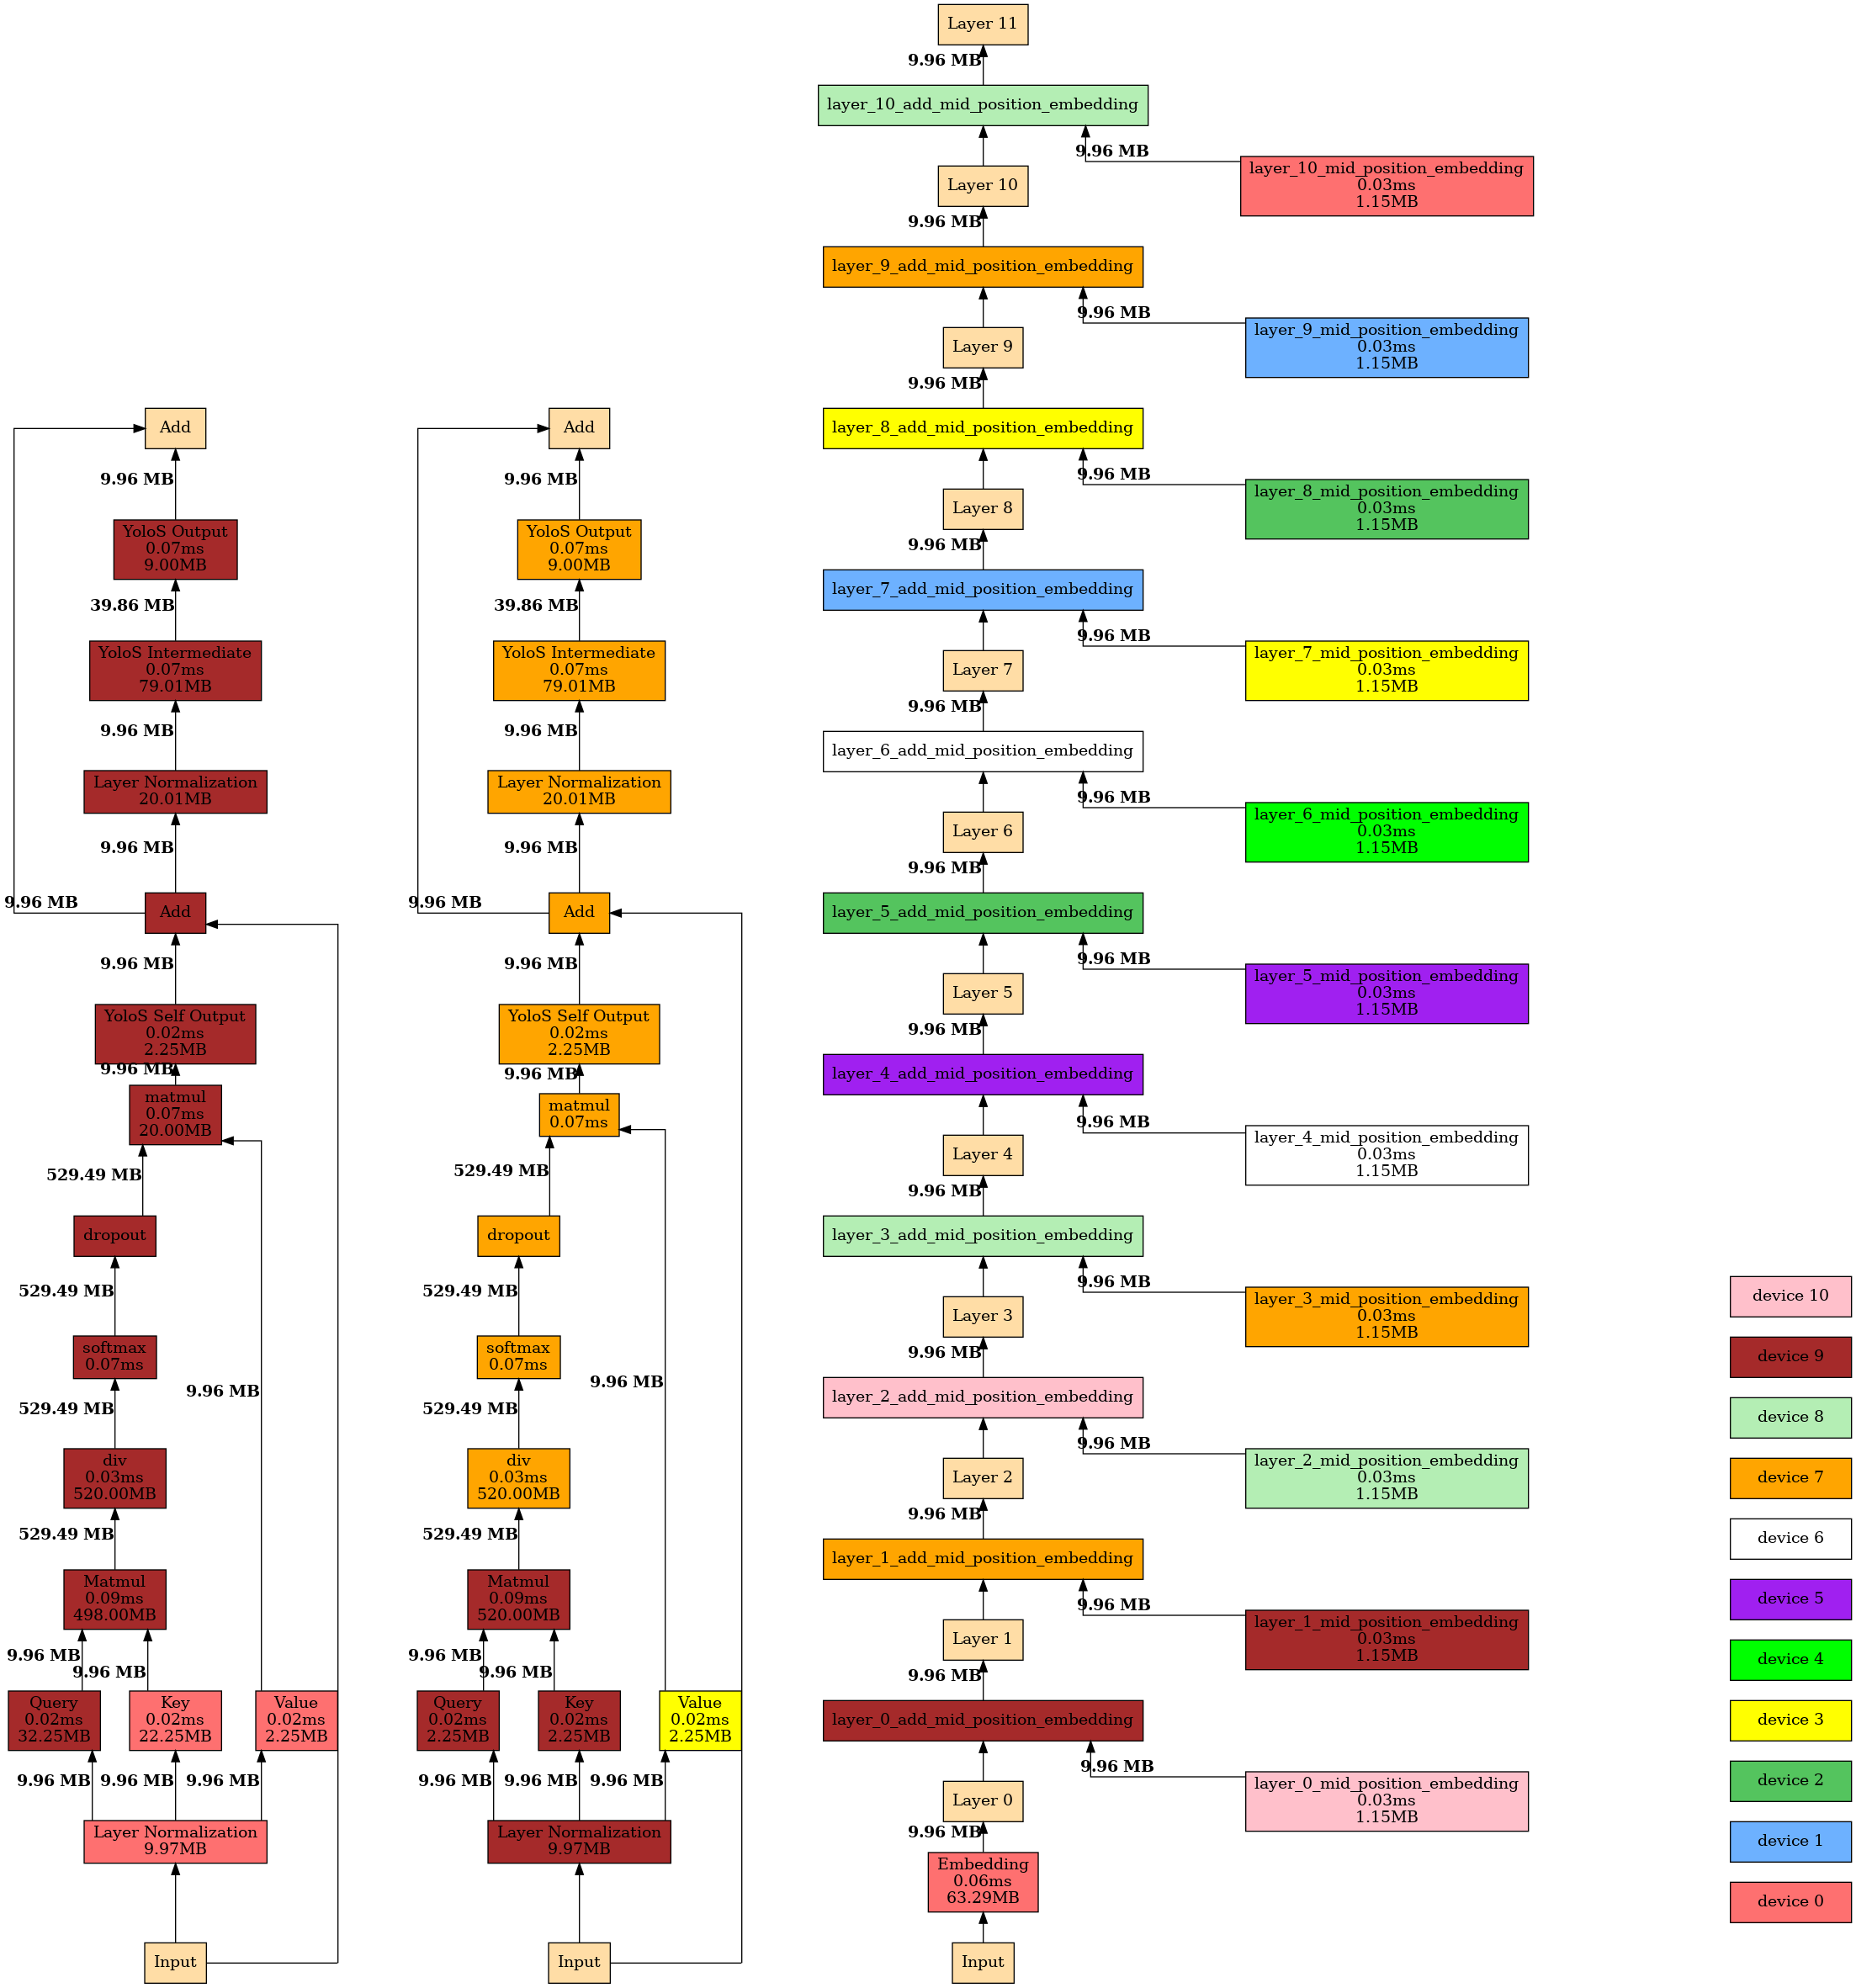 Add
9.96 MB
YoloS Output
0.07ms
9.00MB
39.86 MB
YoloS Intermediate
0.07ms
79.01MB
9.96 MB
Layer Normalization
20.01MB
9.96 MB
9.96 MB
Add
9.96 MB
YoloS Self Output
0.02ms
2.25MB
9.96 MB
matmul
0.07ms
20.00MB
529.49 MB
dropout
529.49 MB
softmax
0.07ms
9.96 MB
529.49 MB
div
0.03ms
520.00MB
529.49 MB
Matmul
0.09ms
498.00MB
9.96 MB
9.96 MB
Query
0.02ms
32.25MB
Key
0.02ms
22.25MB
Value
0.02ms
2.25MB
9.96 MB
9.96 MB
9.96 MB
Layer Normalization
9.97MB
Input
Add
9.96 MB
YoloS Output
0.07ms
9.00MB
39.86 MB
YoloS Intermediate
0.07ms
79.01MB
9.96 MB
Layer Normalization
20.01MB
9.96 MB
9.96 MB
Add
9.96 MB
YoloS Self Output
0.02ms
2.25MB
9.96 MB
matmul
0.07ms
529.49 MB
dropout
529.49 MB
softmax
0.07ms
9.96 MB
529.49 MB
div
0.03ms
520.00MB
529.49 MB
Matmul
0.09ms
520.00MB
9.96 MB
9.96 MB
Query
0.02ms
2.25MB
Key
0.02ms
2.25MB
Value
0.02ms
2.25MB
9.96 MB
9.96 MB
9.96 MB
Layer Normalization
9.97MB
Input
Layer 11
9.96 MB
layer_10_add_mid_position_embedding
9.96 MB
Layer 10
layer_10_mid_position_embedding
0.03ms
1.15MB
9.96 MB
layer_9_add_mid_position_embedding
9.96 MB
Layer 9
layer_9_mid_position_embedding
0.03ms
1.15MB
9.96 MB
layer_8_add_mid_position_embedding
9.96 MB
Layer 8
layer_8_mid_position_embedding
0.03ms
1.15MB
9.96 MB
layer_7_add_mid_position_embedding
9.96 MB
Layer 7
layer_7_mid_position_embedding
0.03ms
1.15MB
9.96 MB
layer_6_add_mid_position_embedding
9.96 MB
Layer 6
layer_6_mid_position_embedding
0.03ms
1.15MB
9.96 MB
layer_5_add_mid_position_embedding
9.96 MB
Layer 5
layer_5_mid_position_embedding
0.03ms
1.15MB
9.96 MB
layer_4_add_mid_position_embedding
9.96 MB
Layer 4
layer_4_mid_position_embedding
0.03ms
1.15MB
9.96 MB
layer_3_add_mid_position_embedding
9.96 MB
Layer 3
layer_3_mid_position_embedding
0.03ms
1.15MB
9.96 MB
layer_2_add_mid_position_embedding
9.96 MB
Layer 2
layer_2_mid_position_embedding
0.03ms
1.15MB
9.96 MB
layer_1_add_mid_position_embedding
9.96 MB
Layer 1
layer_1_mid_position_embedding
0.03ms
1.15MB
9.96 MB
layer_0_add_mid_position_embedding
9.96 MB
Layer 0
layer_0_mid_position_embedding
0.03ms
1.15MB
9.96 MB
Embedding
0.06ms
63.29MB
Input
device 10
device 9
device 8
device 7
device 6
device 5
device 4
device 3
device 2
device 1
device 0